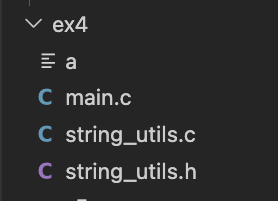 ex4
a
C main.c
C string_utils.c
C string_utils.h